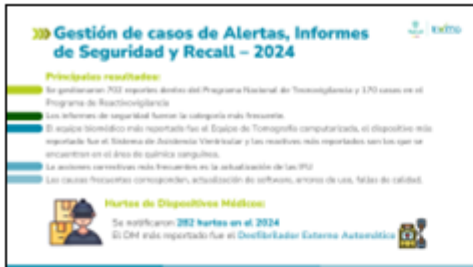 Gestión de casos de Alertas, Informes
de Seguridad y Recall – 2024
Principales resultados:
Se gestionaron 702 reportes dentro del Programa Nacional de Tecnovigilancia y 170 casos en el
Programa de Reactivovigilancia
Los informes de seguridad fueron la categoría más frecuente.
El equipo biomédico más reportado fue el Equipo de Tomografía computarizada, el dispositivo más
reportado fue el Sistema de Asistencia Ventricular y los reactivos más reportados son los que se
encuentran en el área de química sanguínea.
La acciones correctivas más frecuentes es la actualización de las IFU
Las causas frecuentes corresponden, actualización de software, errores de uso, fallas de calidad.
Hurtos de Dispositivos Médicos:
Se notificaron 282 hurtos en el 2024
El DM más reportado fue el Desfibrilador Externo Automático